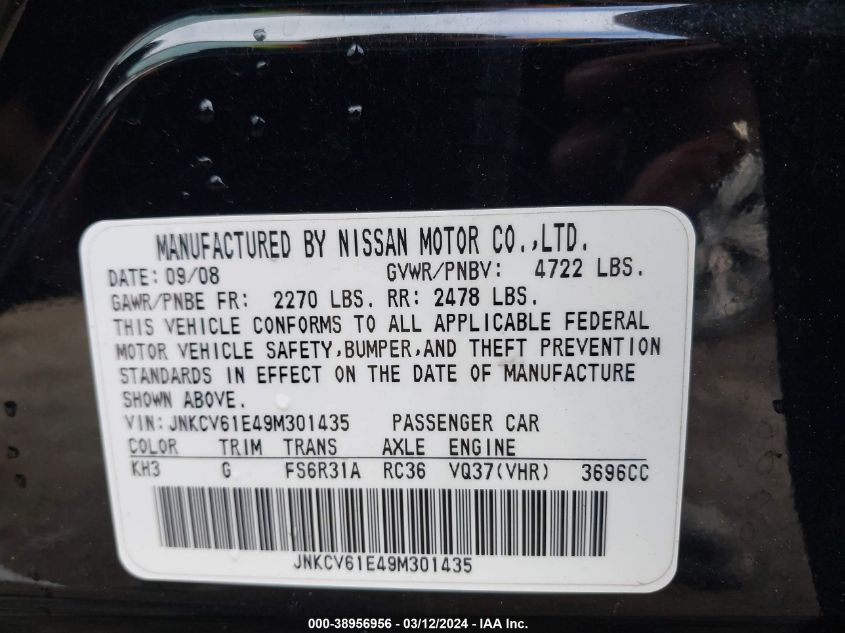 MANUFACTURED BY NISSAN MOTOR CO.,LTD.
DATE: 09/08 GVWR/PNBV: 4722 LBS.
GAWR/PNBE FR: 2270 LBS. RR: 2478 LBS.
THIS VEHICLE CONFORMS TO ALL APPLICABLE FEDERAL
MOTOR VEHICLE SAFETY,BUMPER,AND THEFT PREVENTION
STANDARDS IN EFFECT ON THE DATE OF MANUFACTURE
SHOWN ABOVE.
VIN: JNKCV61E49M301435 PASSENGER CAR
COLOR TRIM TRANS AXLE ENGINE
KH3 G FS6R31A RC36 VQ37(VHR) 3696CC
JNKCV61E49M301435
000-38956956 - 03/12/2024 - IAA Inc.